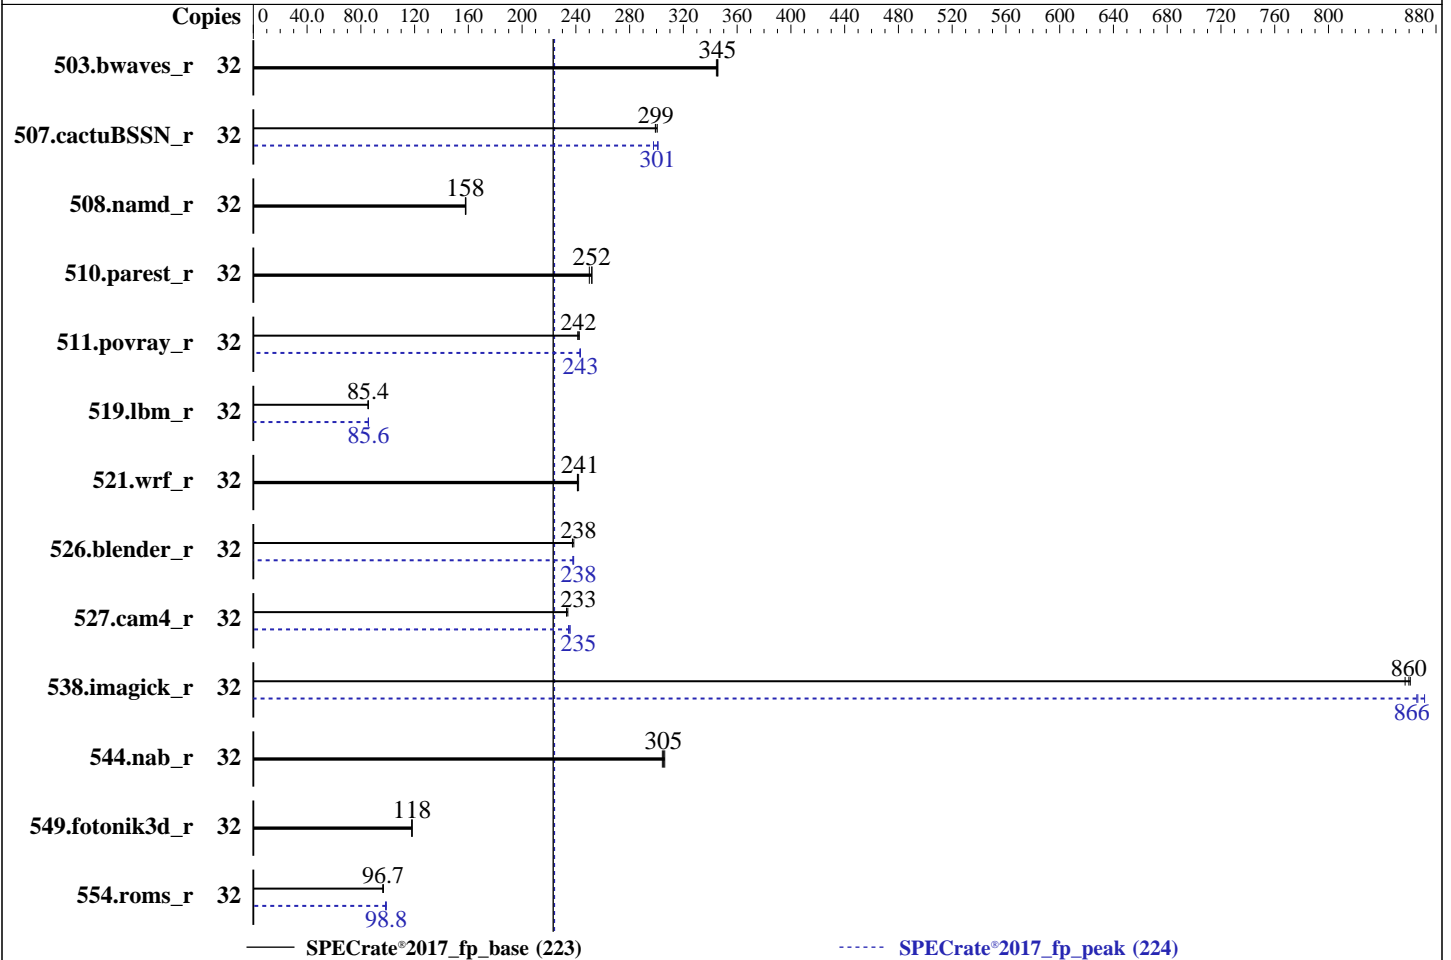 Copies 0 40.0 80.0 120 160 200 240 280 320 360 400 440 480 520 560 600 640 680 720 760 800 880
345
503.bwaves_r 32
299
507.cactuBSSN_r 32
301
158
508.namd_r 32
252
510.parest_r 32
242
511.povray_r 32
243
85.4
519.lbm_r 32
85.6
241
521.wrf_r 32
238
526.blender_r 32
238
233
527.cam4_r 32
235
860
538.imagick_r 32
866
305
544.nab_r 32
118
549.fotonik3d_r 32
96.7
554.roms_r 32
98.8
SPECrate®2017_fp_base (223) SPECrate®2017_fp_peak (224)